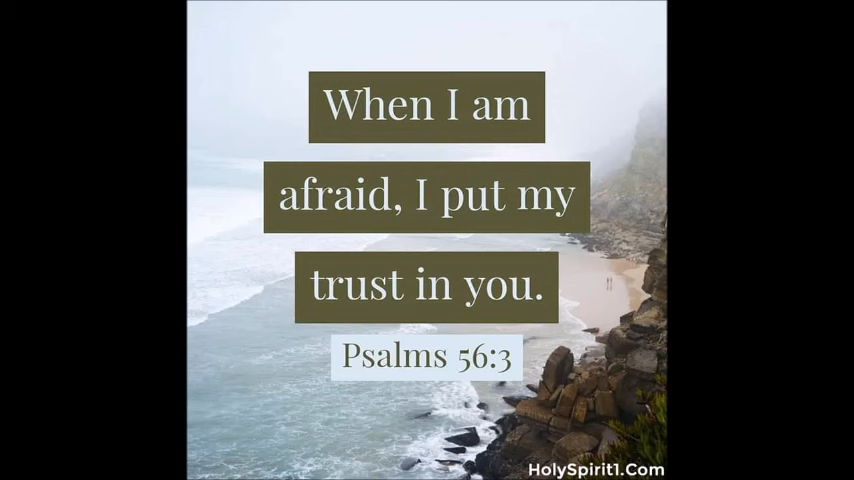 When I am
afraid, I put my
trust in you.
Psalms 56:3
HolySpirit1.Com